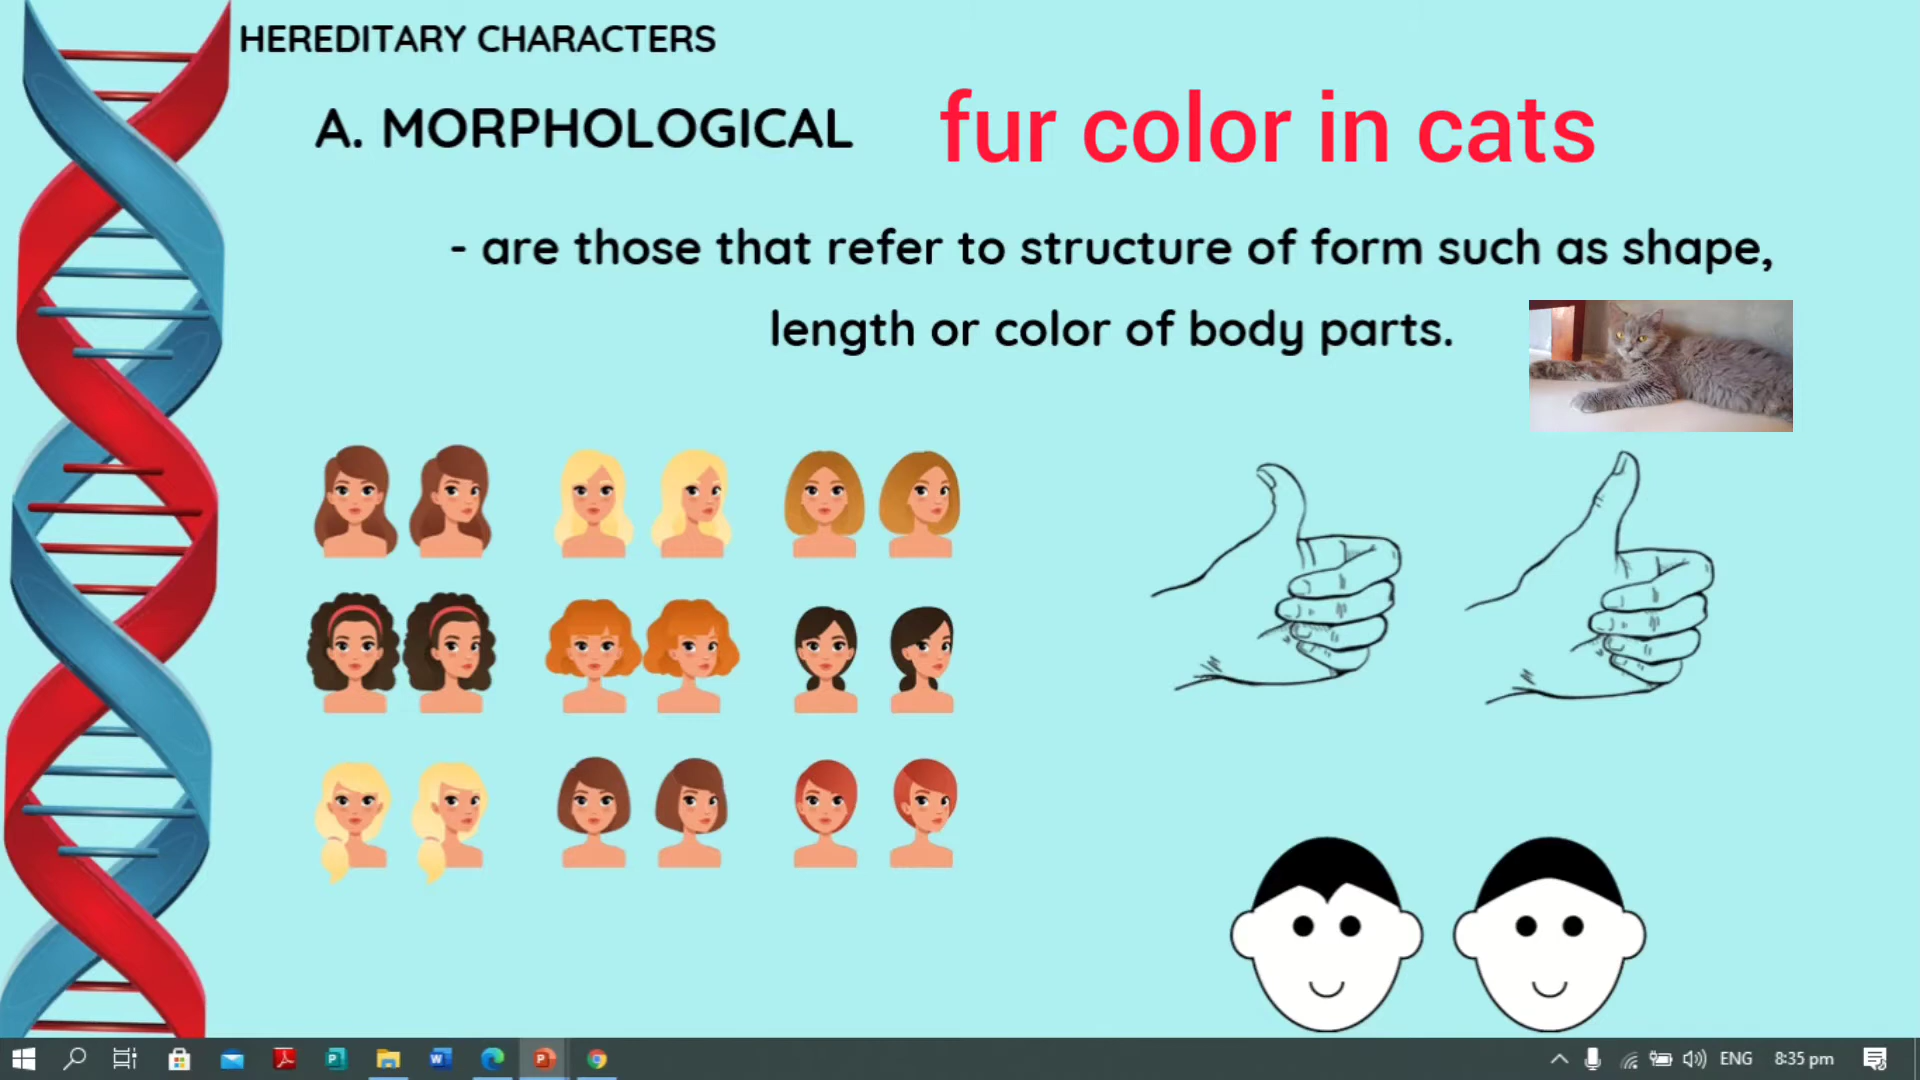 HEREDITARY CHARACTERS
A. MORPHOLOGICAL
fur color in cats
- are those that refer to structure of form such as shape,
length or color of body parts.
ENG
8:35 pm